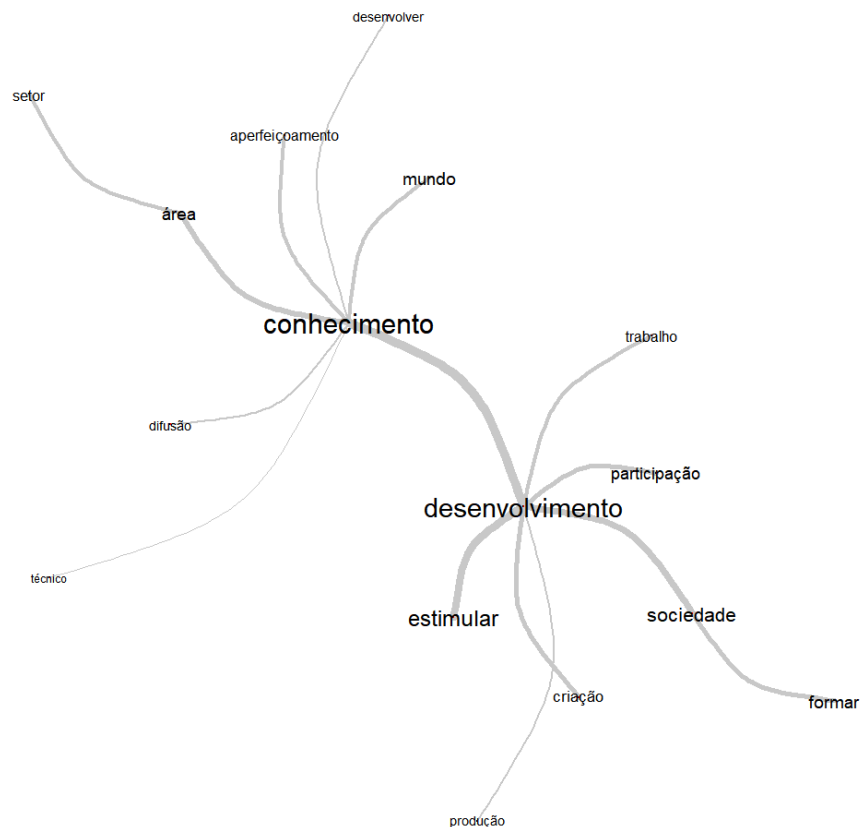 desenvolver
setor
aperfeiçoamento
mundo
área
conhecimento
trabalho
difusão
participação
desenvolvimento
técnico
estimular
sociedade
criação
formar
produção